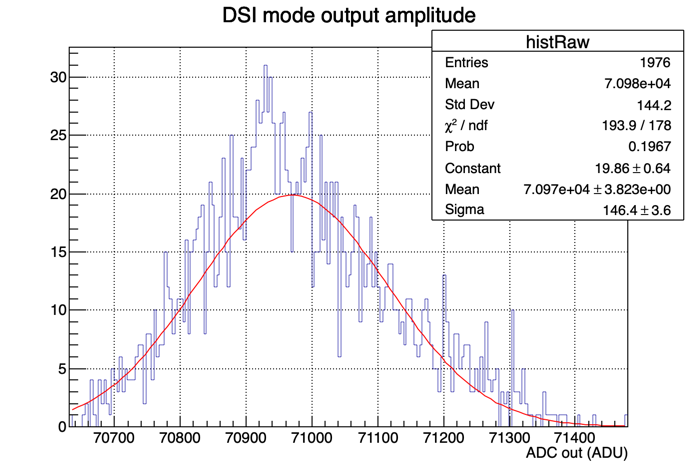 DSI mode output amplitude
histRaw
Entries 1976
Mean 7.098e+04
Std Dev 144.2
χ² / ndf 193.9 / 178
Prob 0.1967
Constant 19.86 ± 0.64
Mean 7.097e+04 ± 3.823e+00
Sigma 146.4 ± 3.6
30
25
20
15
10
5
0
70700 70800 70900 71000 71100 71200 71300 71400
ADC out (ADU)